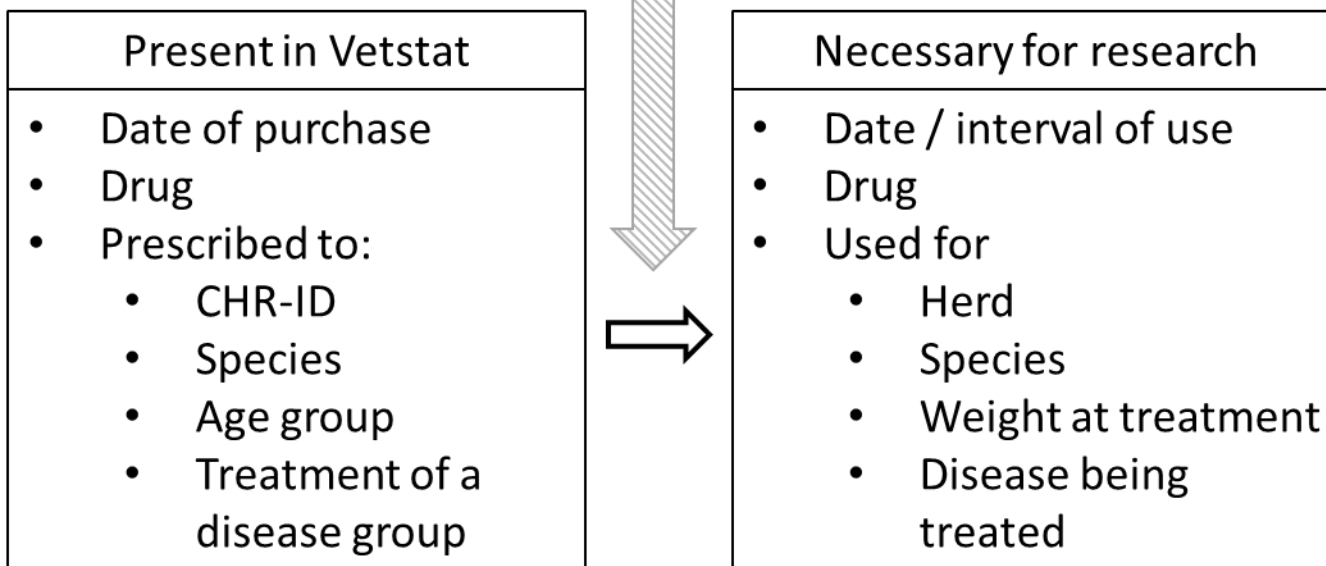 Present in Vetstat
• Date of purchase
• Drug
• Prescribed to:
• CHR-ID
• Species
• Age group
• Treatment of a
disease group
Necessary for research
• Date / interval of use
• Drug
• Used for
• Herd
• Species
• Weight at treatment
• Disease being
treated